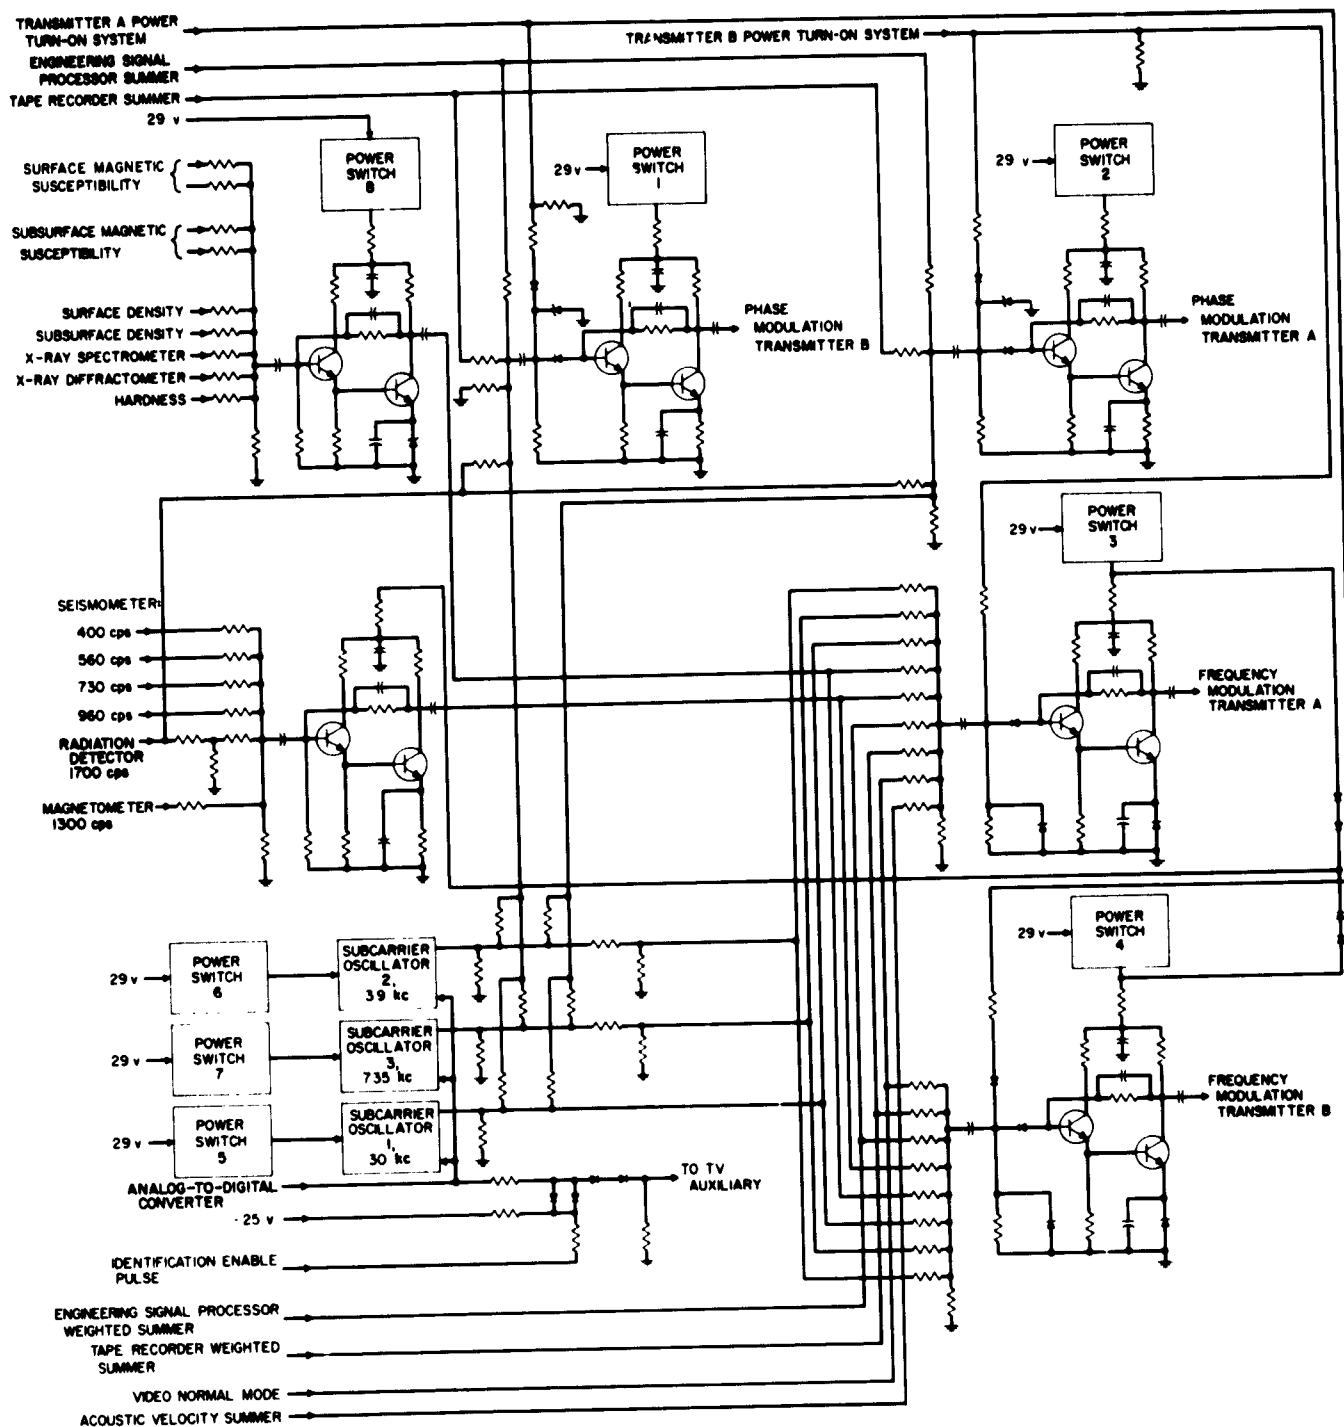 TRANSMITTER A POWER
TURN-ON SYSTEM
TRANSMITTER B POWER TURN-ON SYSTEM
ENGINEERING SIGNAL
PROCESSOR SUMMER
TAPE RECORDER SUMMER
29 v
POWER
SWITCH
8
29 v
POWER
SWITCH
1
29 v
POWER
SWITCH
2
SURFACE MAGNETIC
SUSCEPTIBILITY
SUBSURFACE MAGNETIC
SUSCEPTIBILITY
SURFACE DENSITY
SUBSURFACE DENSITY
X-RAY SPECTROMETER
X-RAY DIFFRACTOMETER
HARDNESS
PHASE
MODULATION
TRANSMITTER B
PHASE
MODULATION
TRANSMITTER A
29 v
POWER
SWITCH
3
SEISMOMETER:
400 cps
560 cps
730 cps
960 cps
RADIATION
DETECTOR
1700 cps
MAGNETOMETER
1300 cps
FREQUENCY
MODULATION
TRANSMITTER A
29 v
POWER
SWITCH
4
29 v
POWER
SWITCH
6
SUBCARRIER
OSCILLATOR
2,
3.9 kc
29 v
POWER
SWITCH
7
SUBCARRIER
OSCILLATOR
3,
7.35 kc
29 v
POWER
SWITCH
5
SUBCARRIER
OSCILLATOR
1,
30 kc
FREQUENCY
MODULATION
TRANSMITTER B
ANALOG-TO-DIGITAL
CONVERTER
TO TV
AUXILIARY
-25 v
IDENTIFICATION ENABLE
PULSE
ENGINEERING SIGNAL PROCESSOR
WEIGHTED SUMMER
TAPE RECORDER WEIGHTED
SUMMER
VIDEO NORMAL MODE
ACOUSTIC VELOCITY SUMMER